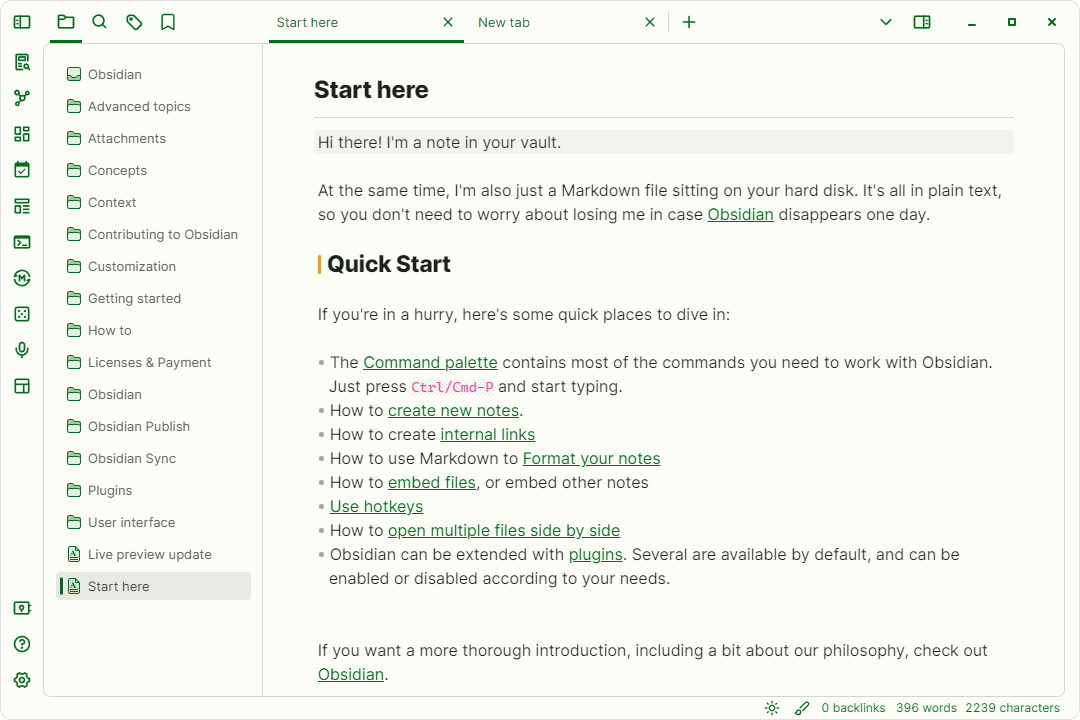 Start here
New tab
Obsidian
Advanced topics
Attachments
Concepts
Context
Contributing to Obsidian
Customization
Getting started
How to
Licenses & Payment
Obsidian
Obsidian Publish
Obsidian Sync
Plugins
User interface
Live preview update
Start here
Start here
Hi there! I'm a note in your vault.
At the same time, I'm also just a Markdown file sitting on your hard disk. It's all in plain text,
so you don't need to worry about losing me in case Obsidian disappears one day.
Quick Start
If you're in a hurry, here's some quick places to dive in:
• The Command palette contains most of the commands you need to work with Obsidian.
Just press Ctrl/Cmd-P and start typing.
• How to create new notes.
• How to create internal links
• How to use Markdown to Format your notes
• How to embed files, or embed other notes
• Use hotkeys
• How to open multiple files side by side
• Obsidian can be extended with plugins. Several are available by default, and can be
enabled or disabled according to your needs.
If you want a more thorough introduction, including a bit about our philosophy, check out
Obsidian.
0 backlinks 396 words 2239 characters